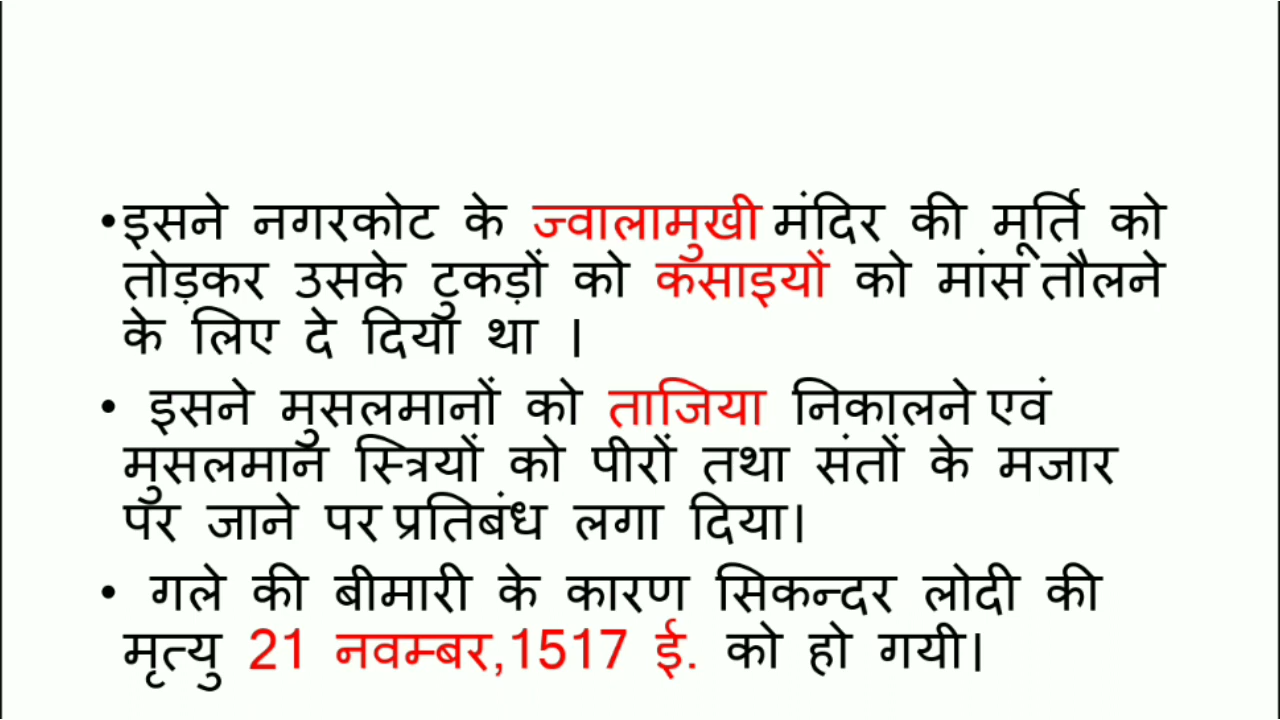 •इसने नगरकोट के ज्वालामुखी मंदिर की मूर्ति को
तोड़कर उसके टुकड़ों को कसाइयों को मांस तौलने
के लिए दे दिया था ।
• इसने मुसलमानों को ताजिया निकालने एवं
मुसलमान स्त्रियों को पीरों तथा संतों के मजार
पर जाने पर प्रतिबंध लगा दिया।
• गले की बीमारी के कारण सिकन्दर लोदी की
मृत्यु 21 नवम्बर,1517 ई. को हो गयी।